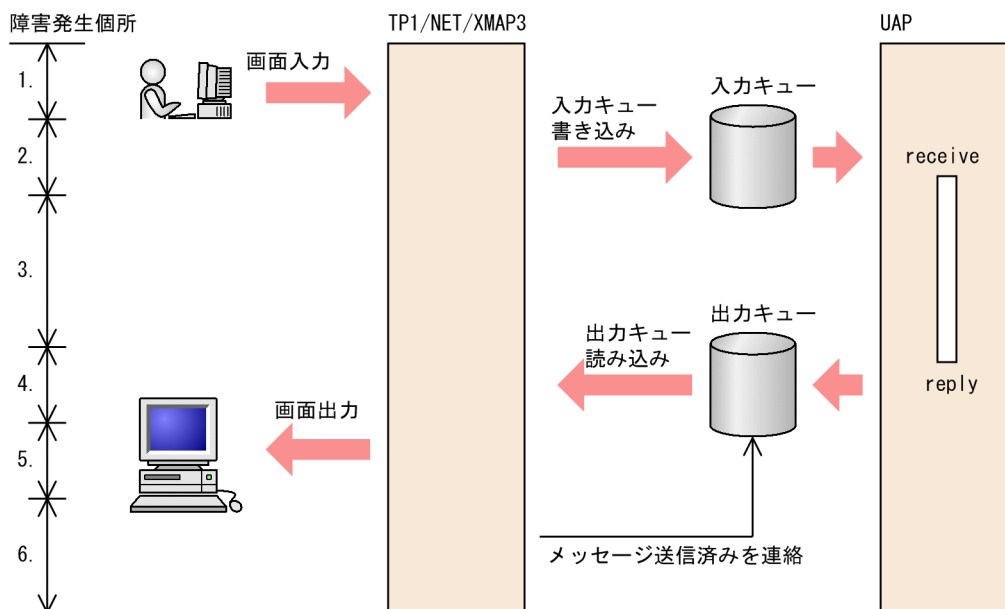 障害発生個所
TP1/NET/XMAP3
UAP
1.
画面入力
入力キュー
書き込み
入力キュー
2.
receive
3.
出力キュー
読み込み
出力キュー
4.
reply
画面出力
5.
6.
メッセージ送信済みを連絡